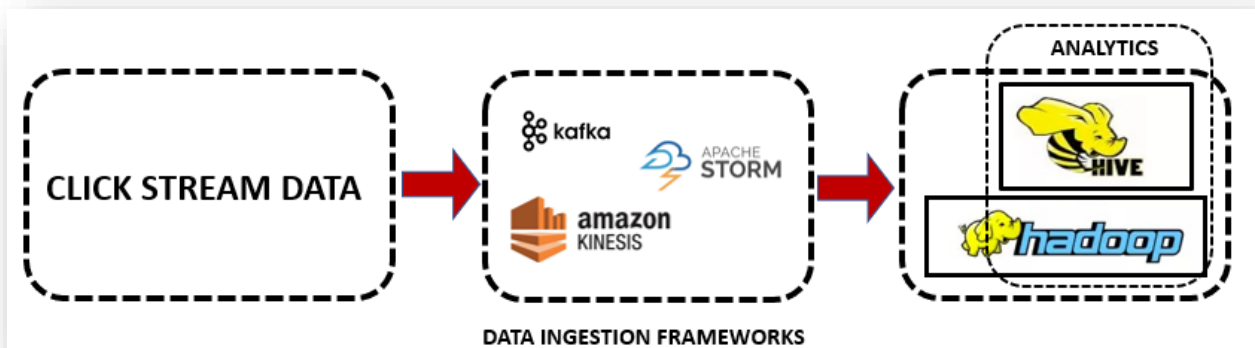 CLICK STREAM DATA
kafka
APACHE
STORM
amazon
KINESIS
DATA INGESTION FRAMEWORKS
ANALYTICS
HIVE
hadoop